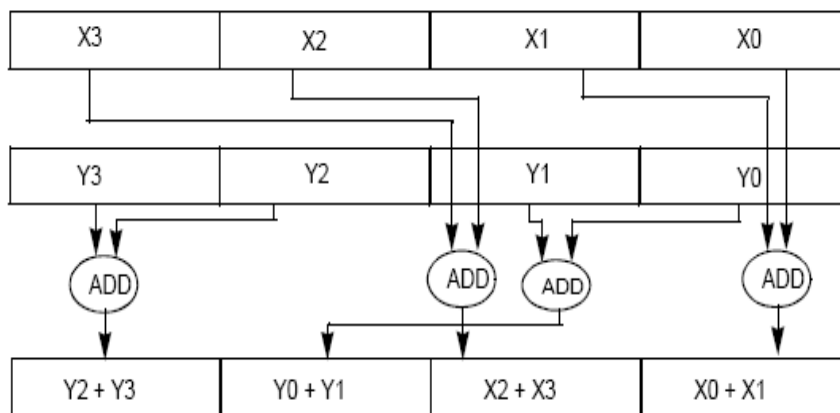 X3 X2 X1 X0
Y3 Y2 Y1 Y0
ADD ADD ADD ADD
Y2 + Y3 Y0 + Y1 X2 + X3 X0 + X1